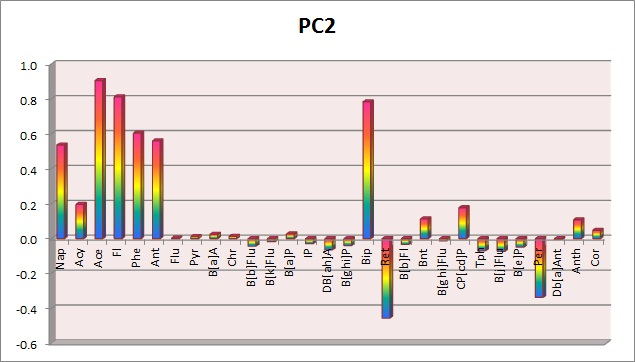 PC2
1.0
0.8
0.6
0.4
0.2
0.0
-0.2
-0.4
-0.6
Nap
Acy
Ace
Fl
Phe
Ant
Flu
Pyr
B[a]A
Chr
B[b]Flu
B[k]Flu
B[a]P
IP
DB[ah]A
B[ghi]P
Bip
Ret
B[b]F
Bnt
B[ghi]Flu
CP[cd]P
Tph
B[j]Flu
B[e]P
Per
Db[a]Ant
Anth
Cor